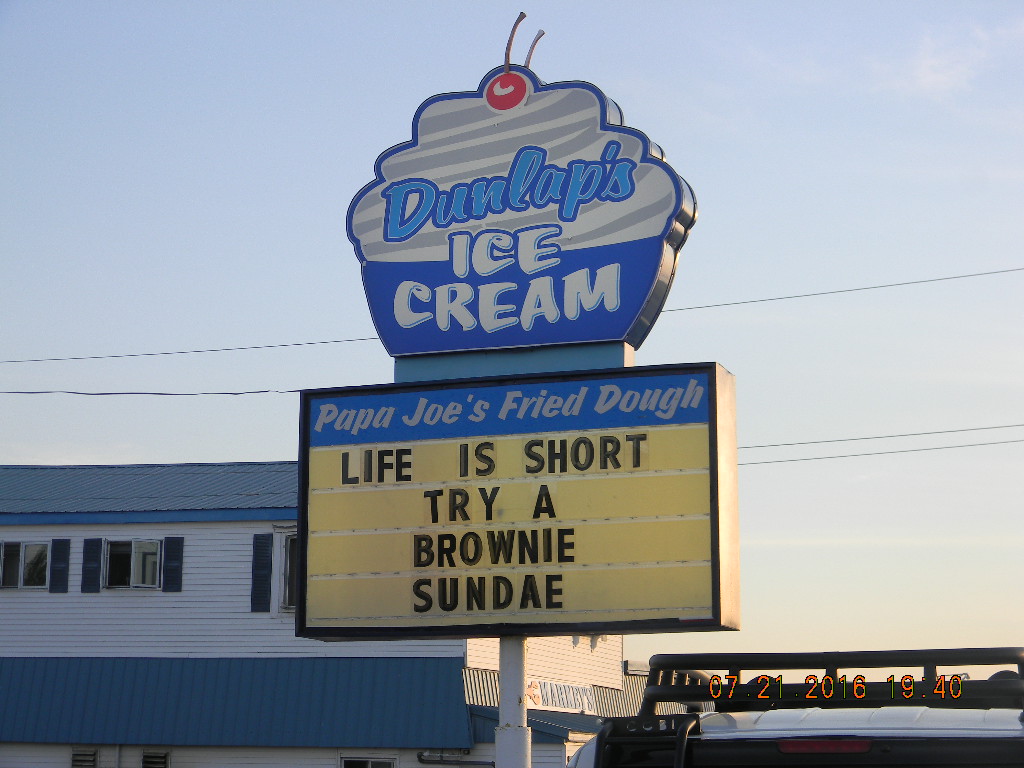 Dunlap's
ICE
CREAM
Papa Joe's Fried Dough
LIFE IS SHORT
TRY A
BROWNIE
SUNDAE
07.21.2016 19:40